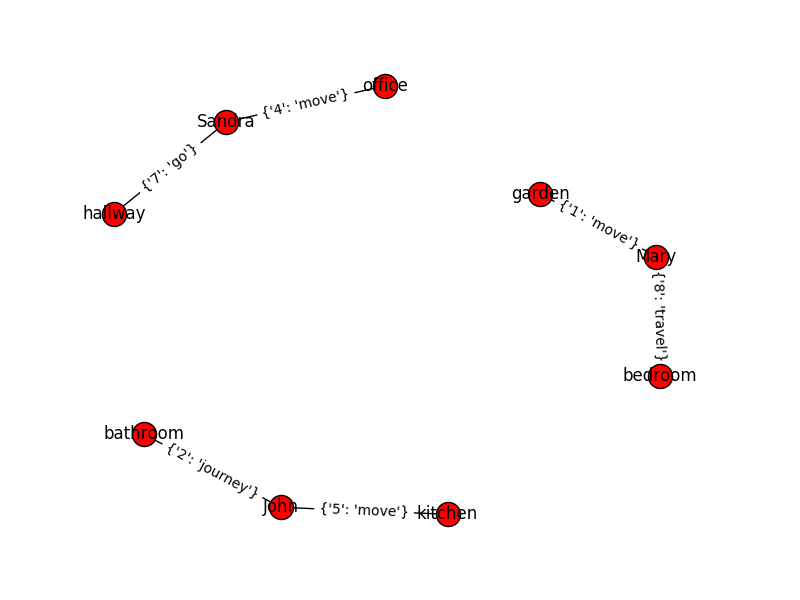 office
Sandra
{'4': 'move'}
{'7': 'go'}
hallway
garden
{'1': 'move'}
Mary
{'8': 'travel'}
bedroom
bathroom
{'2': 'journey'}
John
{'5': 'move'}
kitchen